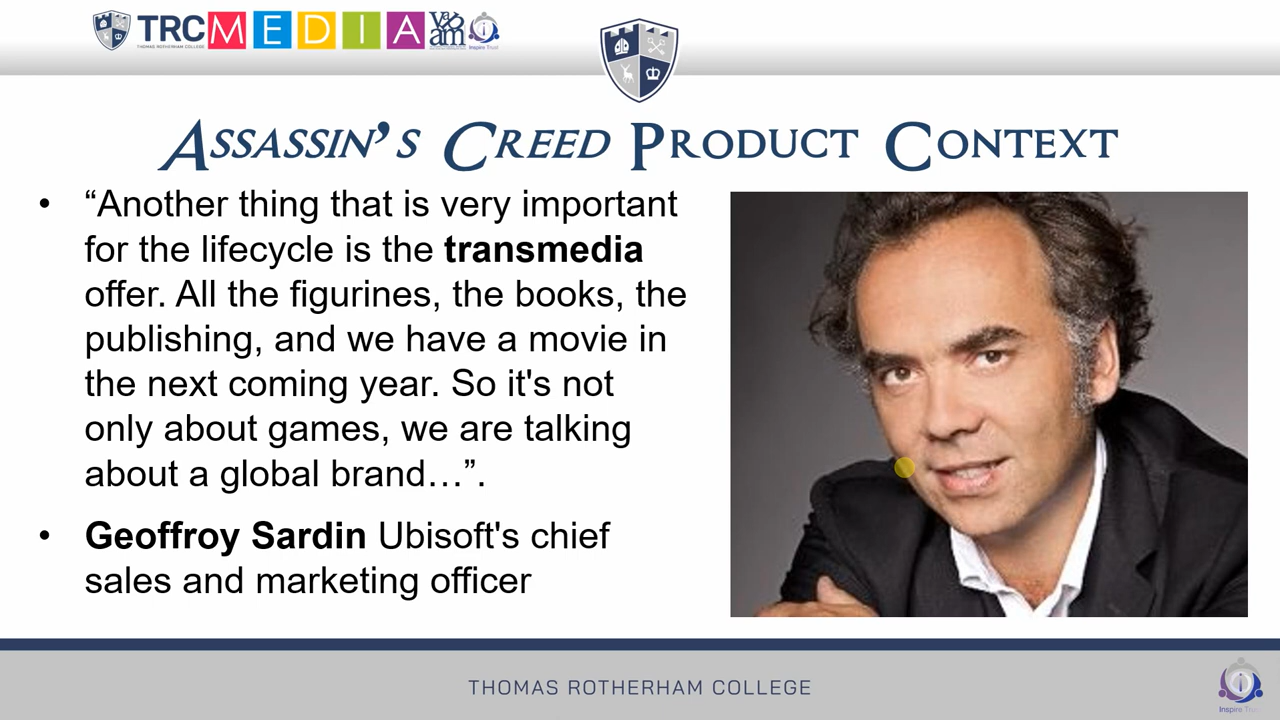 TRC MEDIA
THOMAS ROTHERHAM COLLEGE
Inspire Trust
ASSASSIN'S CREED PRODUCT CONTEXT
• “Another thing that is very important
for the lifecycle is the transmedia
offer. All the figurines, the books, the
publishing, and we have a movie in
the next coming year. So it's not
only about games, we are talking
about a global brand…”.
• Geoffroy Sardin Ubisoft's chief
sales and marketing officer
THOMAS ROTHERHAM COLLEGE
Inspire Trust